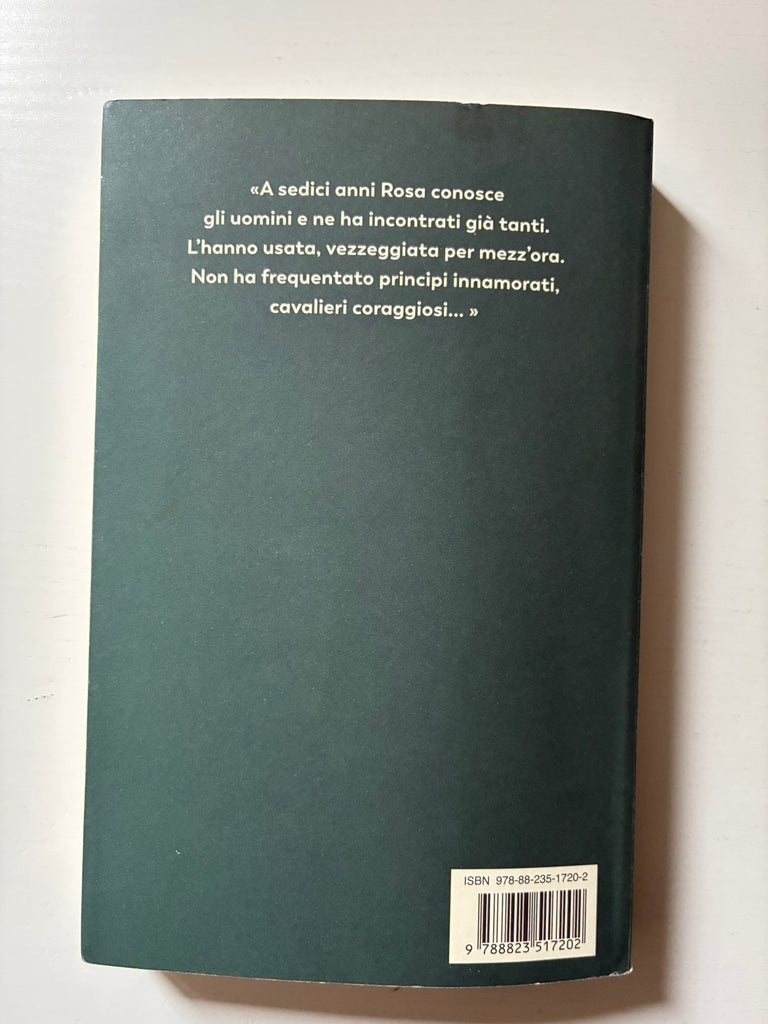 «A sedici anni Rosa conosce
gli uomini e ne ha incontrati già tanti.
L'hanno usata, vezzeggiata per mezz'ora.
Non ha frequentato principi innamorati,
cavalieri coraggiosi... »
ISBN 978-88-235-1720-2
9 788823 517202